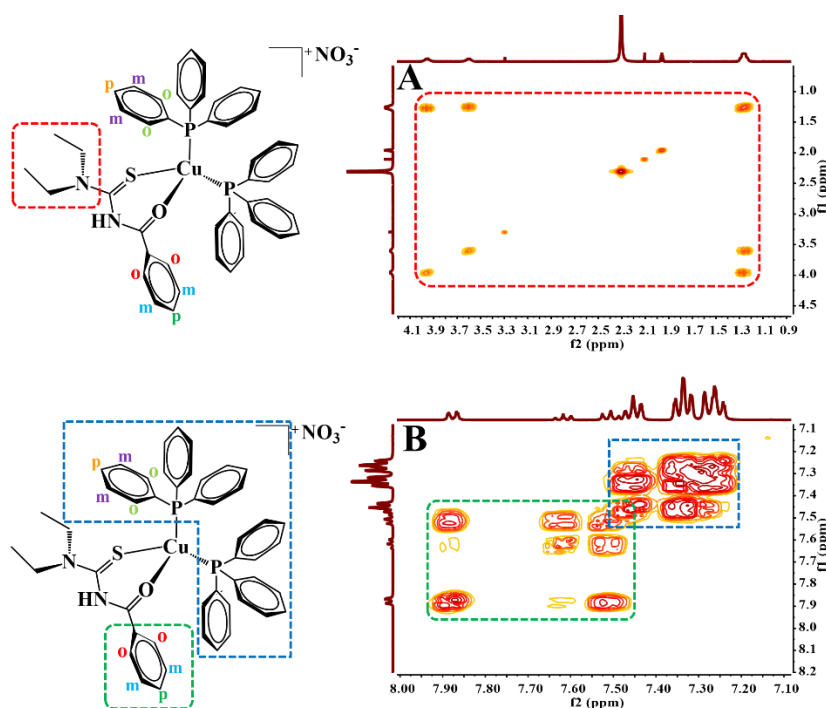 +NO3-
A
m
p
o
m
o
P
Cu
P
S
N
O
HN
o
o
m
m
p
1.0
1.5
2.0
2.5
3.0
3.5
4.0
4.5
f1 (ppm)
4.1 3.9 3.7 3.5 3.3 3.1 2.9 2.7 2.5 2.3 2.1 1.9 1.7 1.5 1.3 1.1 0.9
f2 (ppm)
+NO3-
B
m
p
o
m
o
P
Cu
P
S
N
O
HN
o
o
m
m
p
7.1
7.2
7.3
7.4
7.5
7.6
7.7
7.8
7.9
8.0
8.1
8.2
f1 (ppm)
8.00 7.90 7.80 7.70 7.60 7.50 7.40 7.30 7.20 7.10
f2 (ppm)